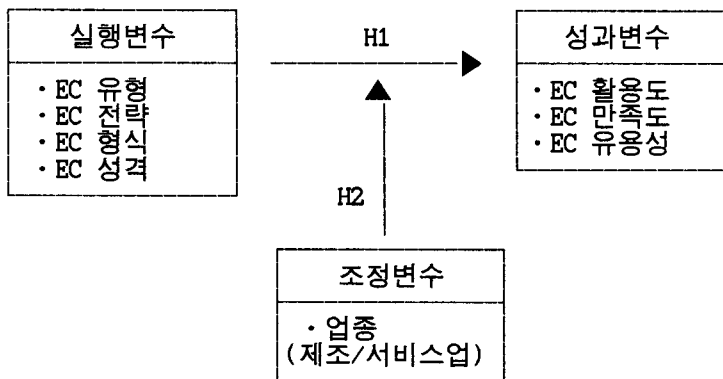 실행변수
· EC 유형
· EC 전략
· EC 형식
· EC 성격
H1
성과변수
· EC 활용도
· EC 만족도
· EC 유용성
H2
조정변수
· 업종
(제조/서비스업)